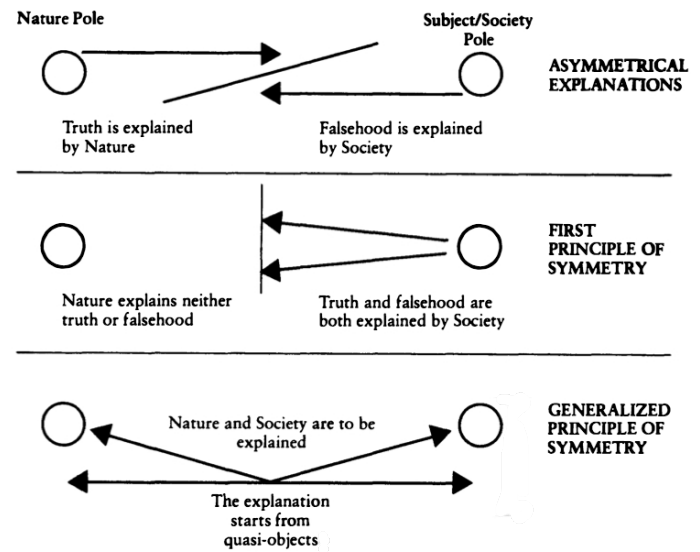 Nature Pole
Subject/Society
Pole
ASYMMETRICAL
EXPLANATIONS
Truth is explained
by Nature
Falsehood is explained
by Society
FIRST
PRINCIPLE OF
SYMMETRY
Nature explains neither
truth or falsehood
Truth and falsehood are
both explained by Society
GENERALIZED
PRINCIPLE OF
SYMMETRY
Nature and Society are to be
explained
The explanation
starts from
quasi-objects